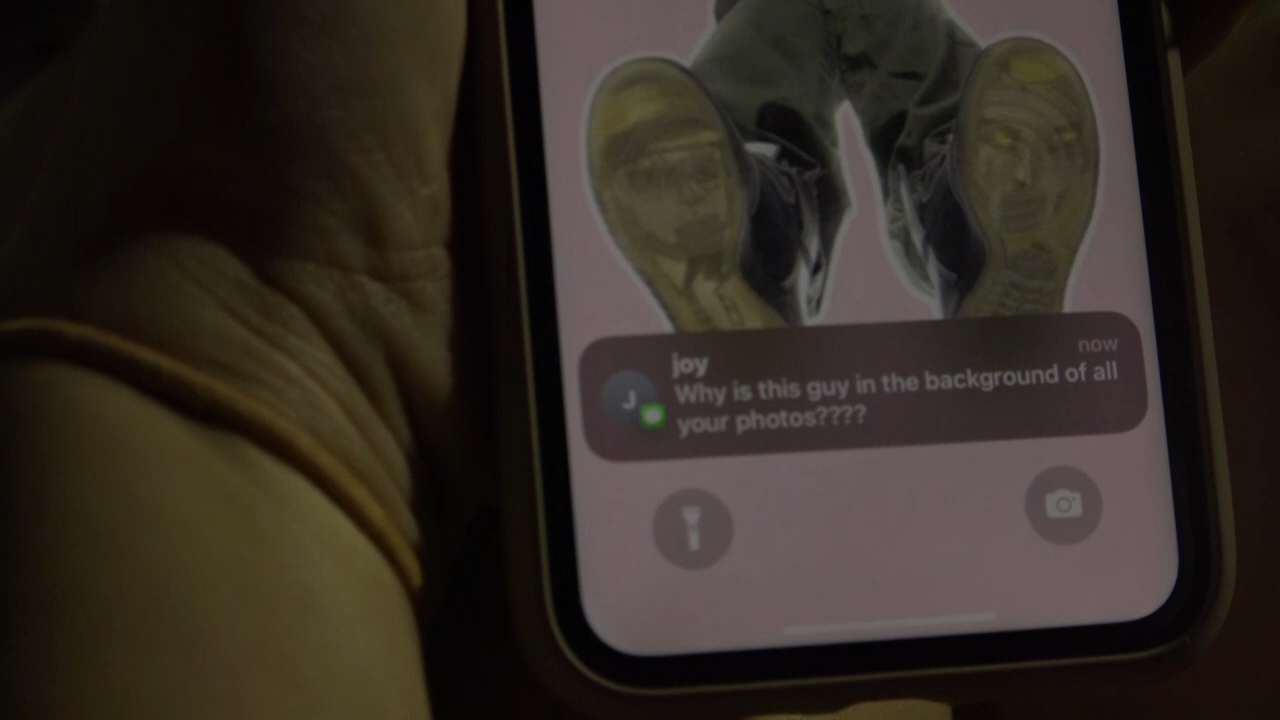 joy
now
Why is this guy in the background of all
your photos????
J